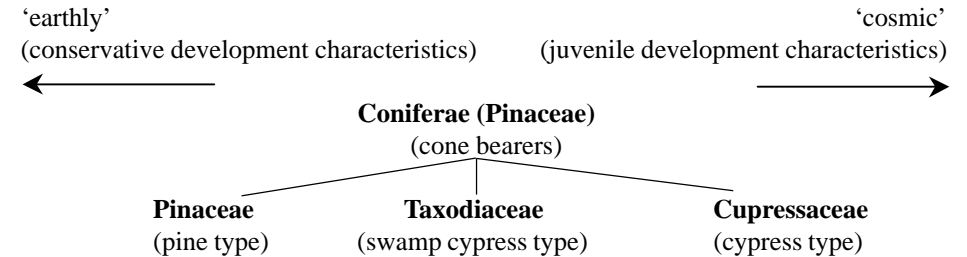 ‘earthly’ ‘cosmic’
(conservative development characteristics) (juvenile development characteristics)
Coniferae (Pinaceae)
(cone bearers)
Pinaceae Taxodiaceae Cupressaceae
(pine type) (swamp cypress type) (cypress type)